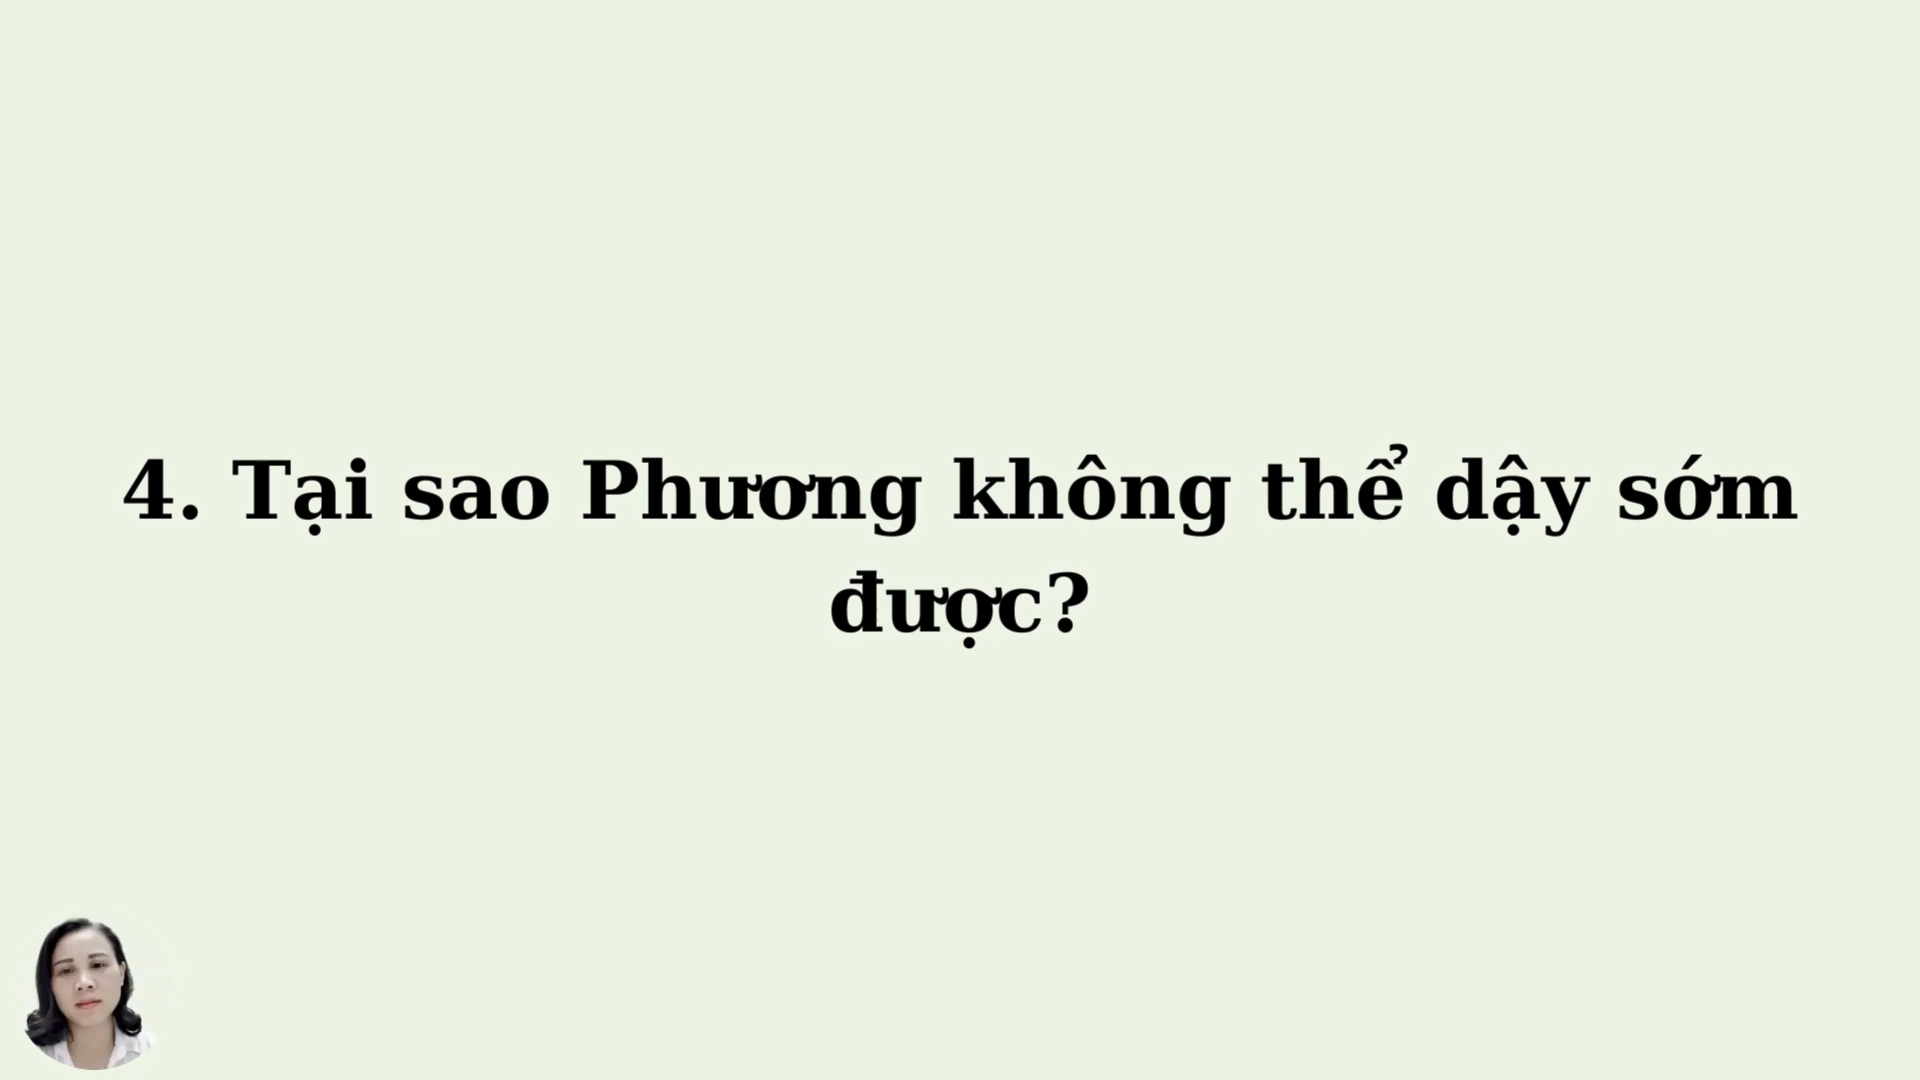 4. Tại sao Phương không thể dậy sớm
được?